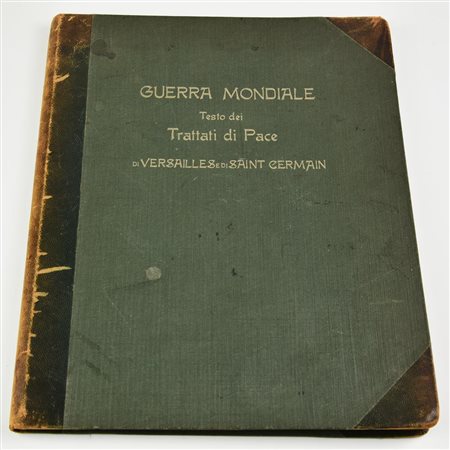 GUERRA MONDIALE
Testo dei
Trattati di Pace
DI VERSAILLES E DI SAINT GERMAIN